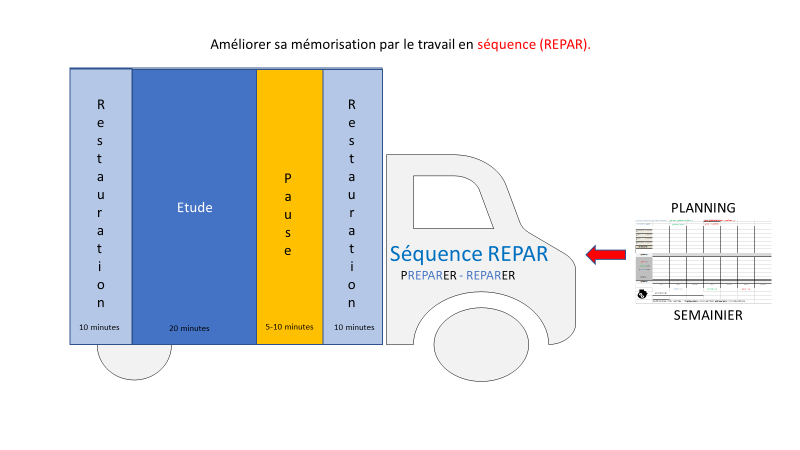 Améliorer sa mémorisation par le travail en séquence (REPAR).
Restauration
10 minutes
Etude
20 minutes
Pause
5-10 minutes
Restauration
10 minutes
Séquence REPAR
PREPARER - REPARER
PLANNING
SEMAINIER